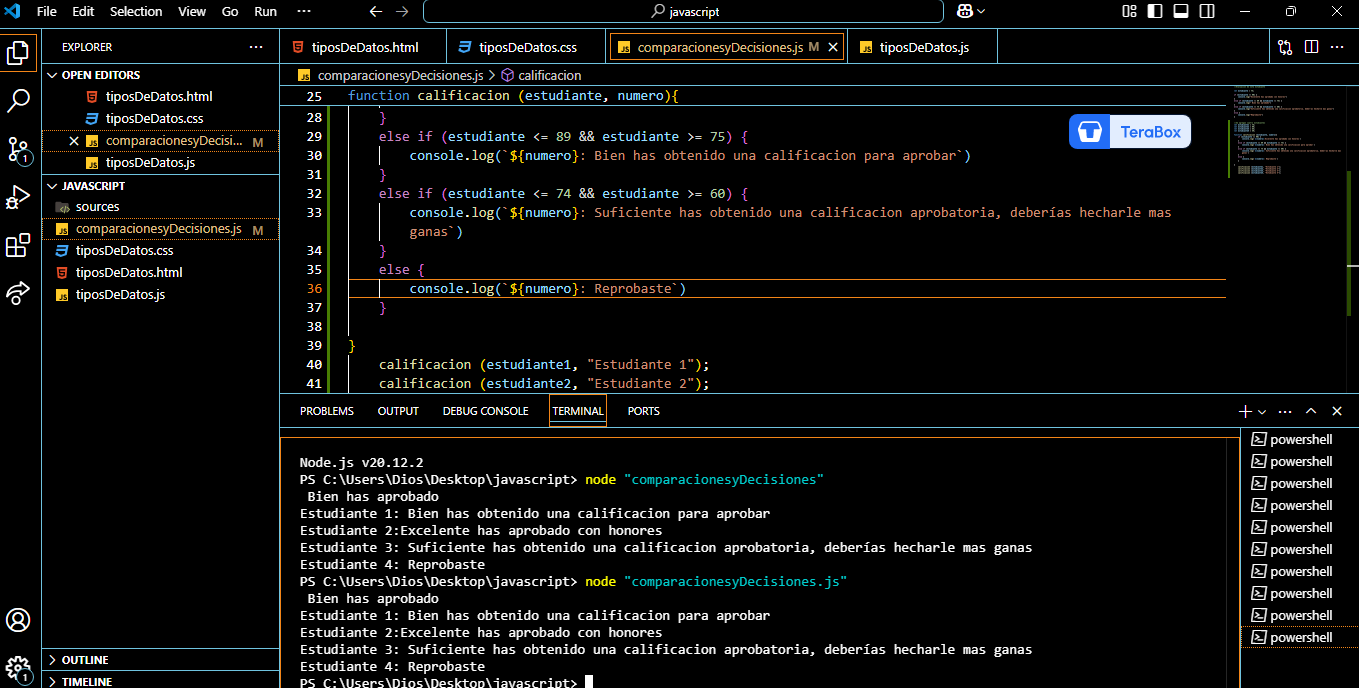 File Edit Selection View Go Run ··· javascript
EXPLORER ···
OPEN EDITORS
tiposDeDatos.html
tiposDeDatos.css
comparacionesyDecisi... M
tiposDeDatos.js
JAVASCRIPT
sources
comparacionesyDecisiones.js M
tiposDeDatos.css
tiposDeDatos.html
tiposDeDatos.js
OUTLINE
TIMELINE
1
1
tiposDeDatos.html tiposDeDatos.css JS comparacionesyDecisiones.js M JS tiposDeDatos.js
JS comparacionesyDecisiones.js > calificacion
25 function calificacion (estudiante, numero){
28 }
29 else if (estudiante <= 89 && estudiante >= 75) {
30 console.log(`${numero}: Bien has obtenido una calificacion para aprobar`)
31 }
32 else if (estudiante <= 74 && estudiante >= 60) {
33 console.log(`${numero}: Suficiente has obtenido una calificacion aprobatoria, deberías hecharle mas
ganas`)
34 }
35 else {
36 console.log(`${numero}: Reprobaste`)
37 }
38
39 }
40 calificacion (estudiante1, "Estudiante 1");
41 calificacion (estudiante2, "Estudiante 2");
TeraBox
PROBLEMS OUTPUT DEBUG CONSOLE TERMINAL PORTS
Node.js v20.12.2
PS C:\Users\Dios\Desktop\javascript> node "comparacionesyDecisiones"
Bien has aprobado
Estudiante 1: Bien has obtenido una calificacion para aprobar
Estudiante 2:Excelente has aprobado con honores
Estudiante 3: Suficiente has obtenido una calificacion aprobatoria, deberías hecharle mas ganas
Estudiante 4: Reprobaste
PS C:\Users\Dios\Desktop\javascript> node "comparacionesyDecisiones.js"
Bien has aprobado
Estudiante 1: Bien has obtenido una calificacion para aprobar
Estudiante 2:Excelente has aprobado con honores
Estudiante 3: Suficiente has obtenido una calificacion aprobatoria, deberías hecharle mas ganas
Estudiante 4: Reprobaste
PS C:\Users\Dios\Desktop\javascript>
powershell
powershell
powershell
powershell
powershell
powershell
powershell
powershell
powershell
powershell